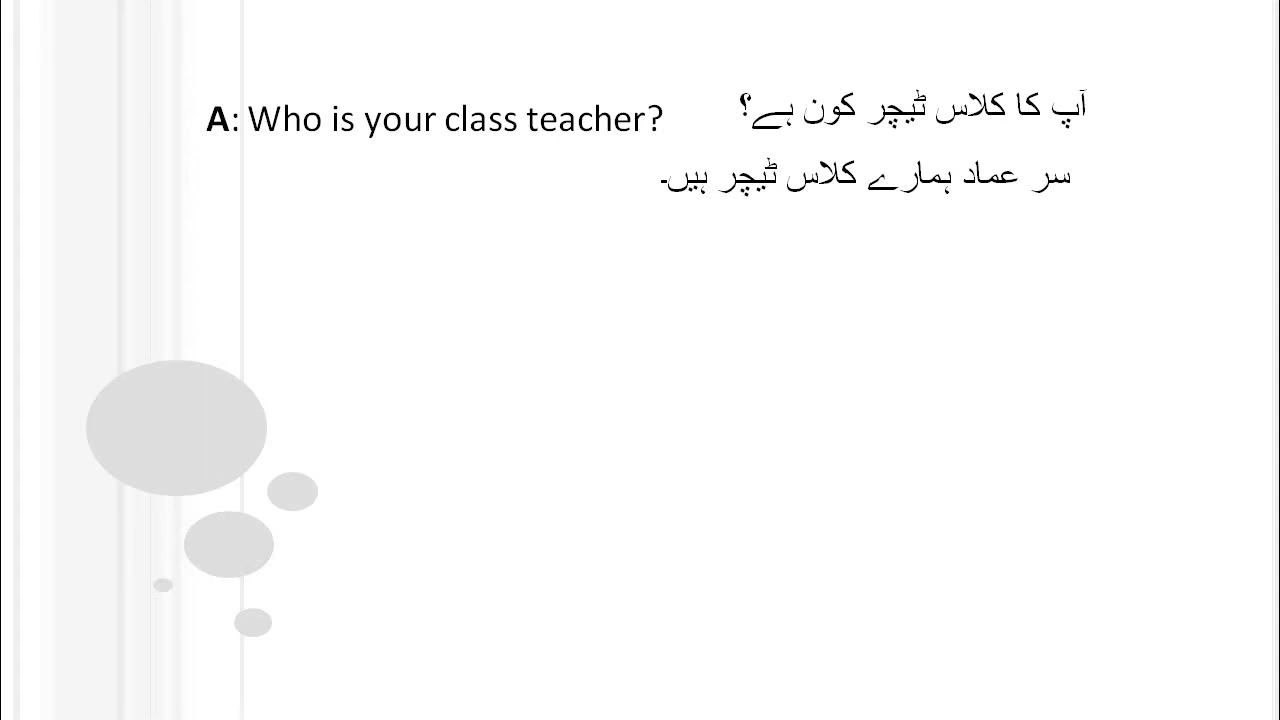 A: Who is your class teacher? آپ کا کلاس ٹیچر کون ہے؟
سر عماد ہمارے کلاس ٹیچر ہیں۔